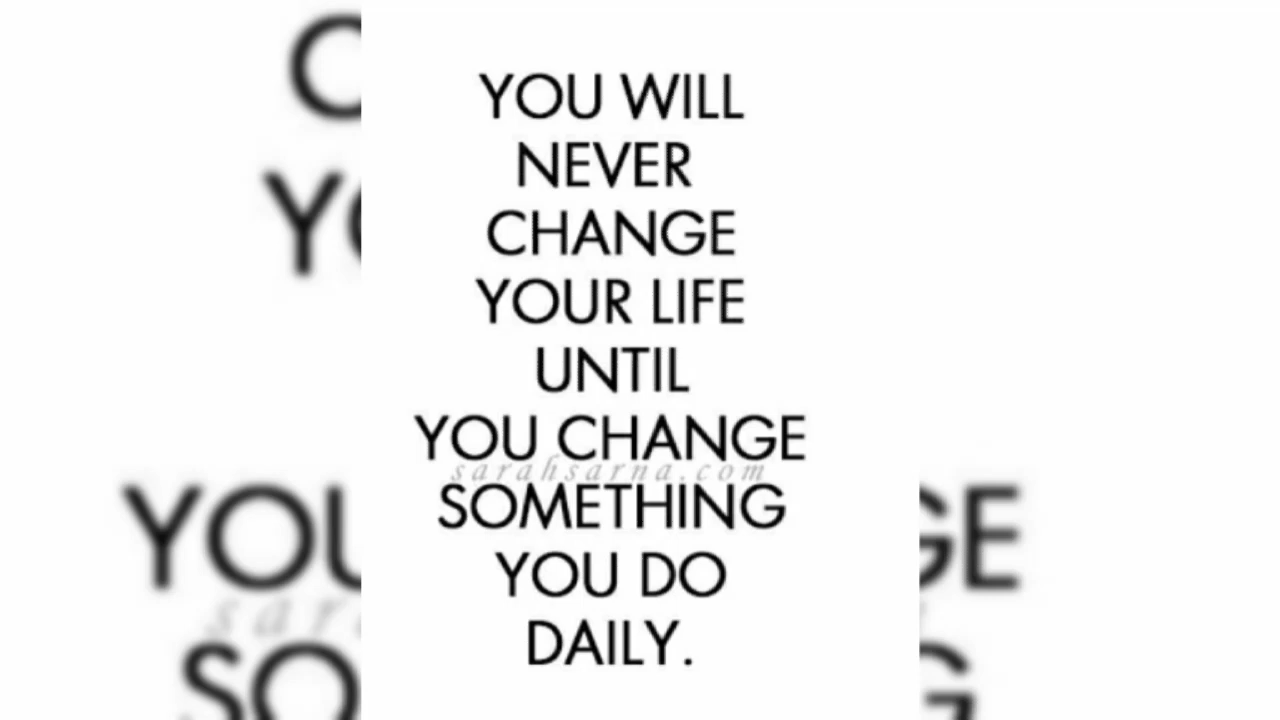 YOU WILL
NEVER
CHANGE
YOUR LIFE
UNTIL
YOU CHANGE
sarahsarna.com
SOMETHING
YOU DO
DAILY.